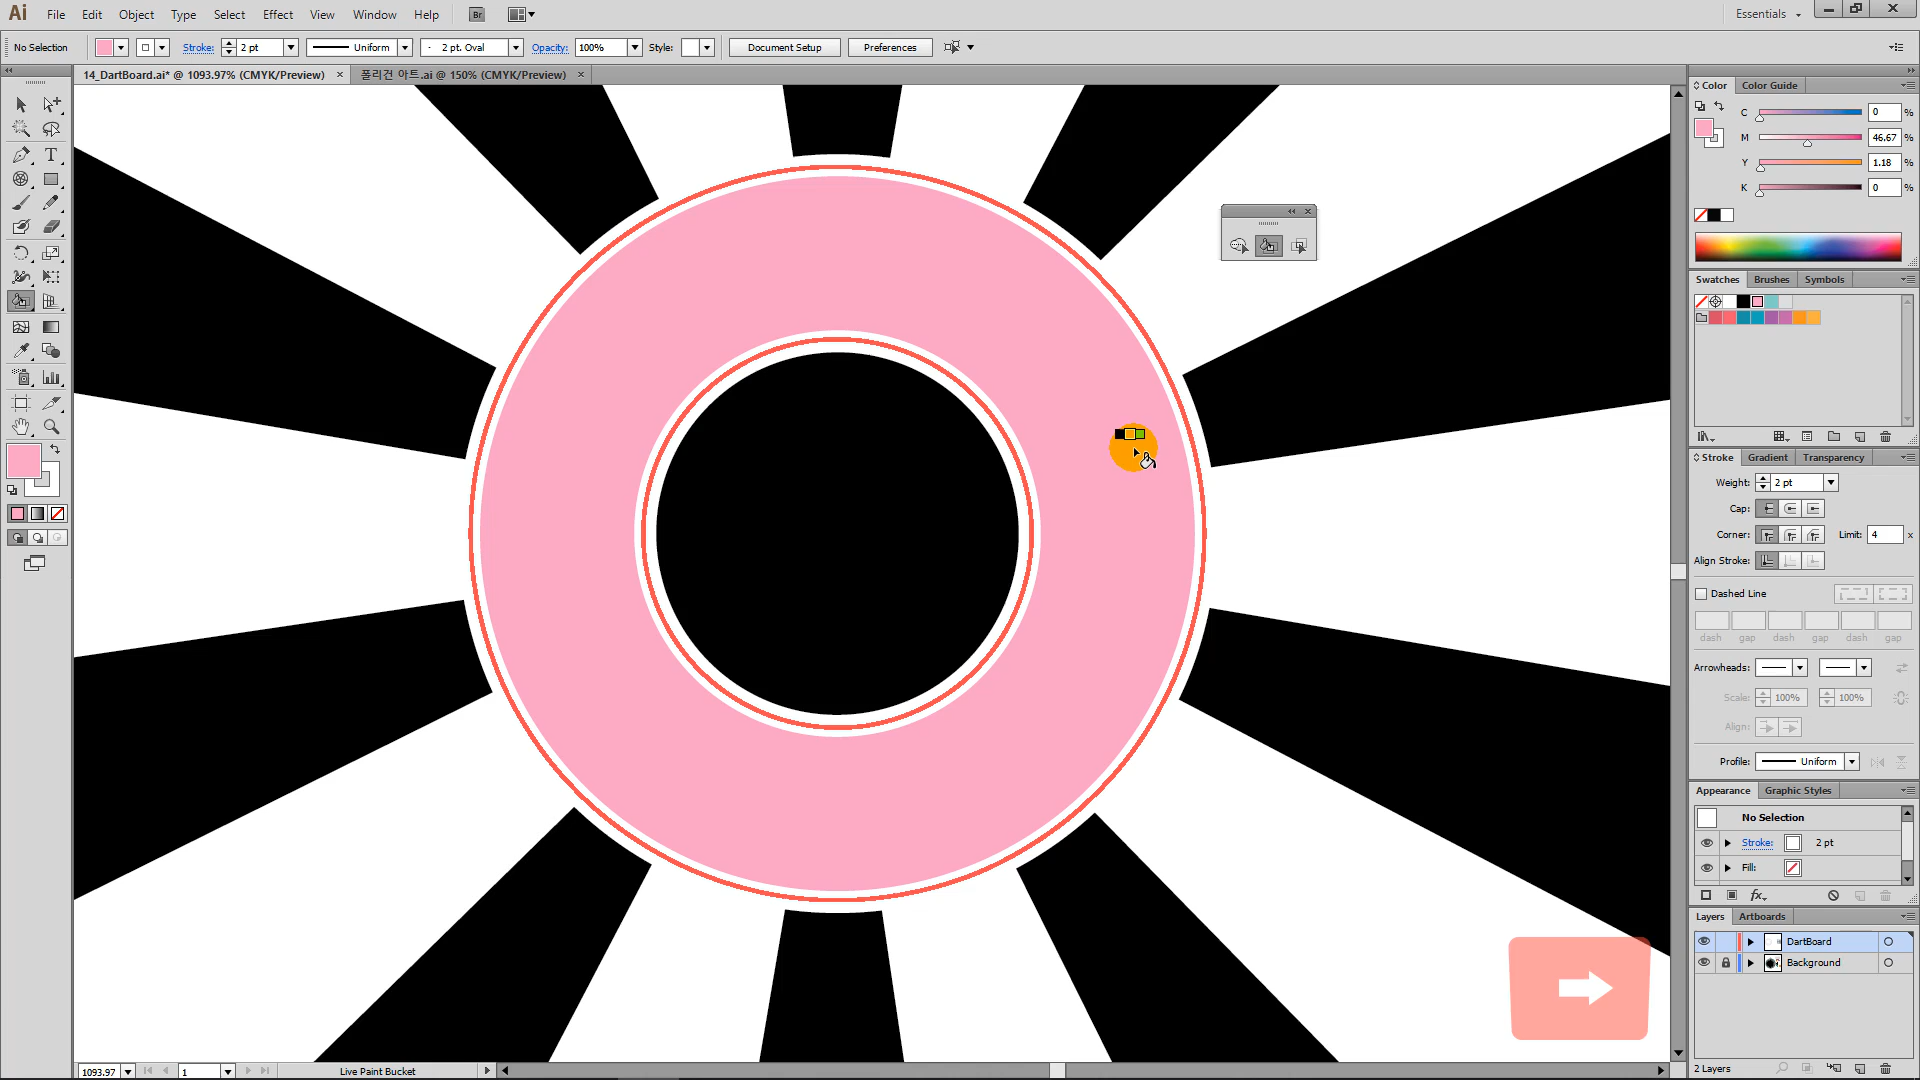 Ai File Edit Object Type Select Effect View Window Help Br Essentials
No Selection Stroke: 2 pt Uniform 2 pt. Oval Opacity: 100% Style: Document Setup Preferences
14_DartBoard.ai* @ 1093.97% (CMYK/Preview) × 폴리건 아트.ai @ 150% (CMYK/Preview) ×
Color Color Guide
C 0 %
M 46.67 %
Y 1.18 %
K 0 %
Swatches Brushes Symbols
Stroke Gradient Transparency
Weight: 2 pt
Cap:
Corner: Limit: 4 x
Align Stroke:
Dashed Line
dash gap dash gap dash gap
Arrowheads:
Scale: 100% 100%
Align:
Profile: Uniform
Appearance Graphic Styles
No Selection
Stroke: 2 pt
Fill:
fx
Layers Artboards
DartBoard
Background
2 Layers
1093.97 1 Live Paint Bucket